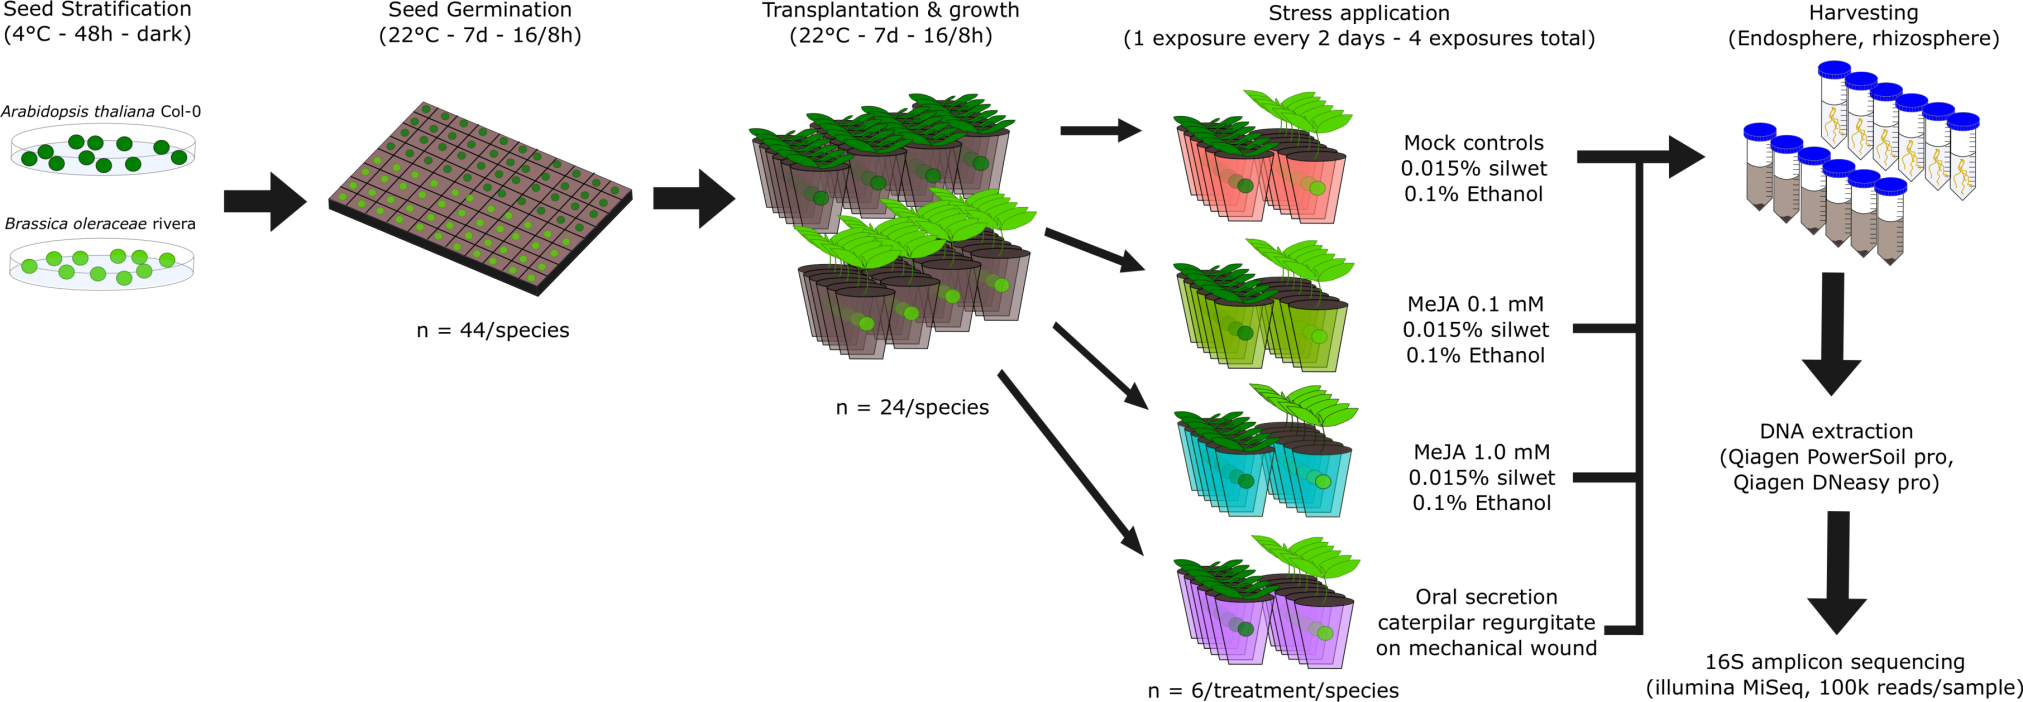 Seed Stratification
(4°C - 48h - dark)
Arabidopsis thaliana Col-0
Brassica oleraceae rivera
Seed Germination
(22°C - 7d - 16/8h)
n = 44/species
Transplantation & growth
(22°C - 7d - 16/8h)
n = 24/species
Stress application
(1 exposure every 2 days - 4 exposures total)
Mock controls
0.015% silwet
0.1% Ethanol
MeJA 0.1 mM
0.015% silwet
0.1% Ethanol
MeJA 1.0 mM
0.015% silwet
0.1% Ethanol
Oral secretion
caterpilar regurgitate
on mechanical wound
n = 6/treatment/species
Harvesting
(Endosphere, rhizosphere)
DNA extraction
(Qiagen PowerSoil pro,
Qiagen DNeasy pro)
16S amplicon sequencing
(illumina MiSeq, 100k reads/sample)